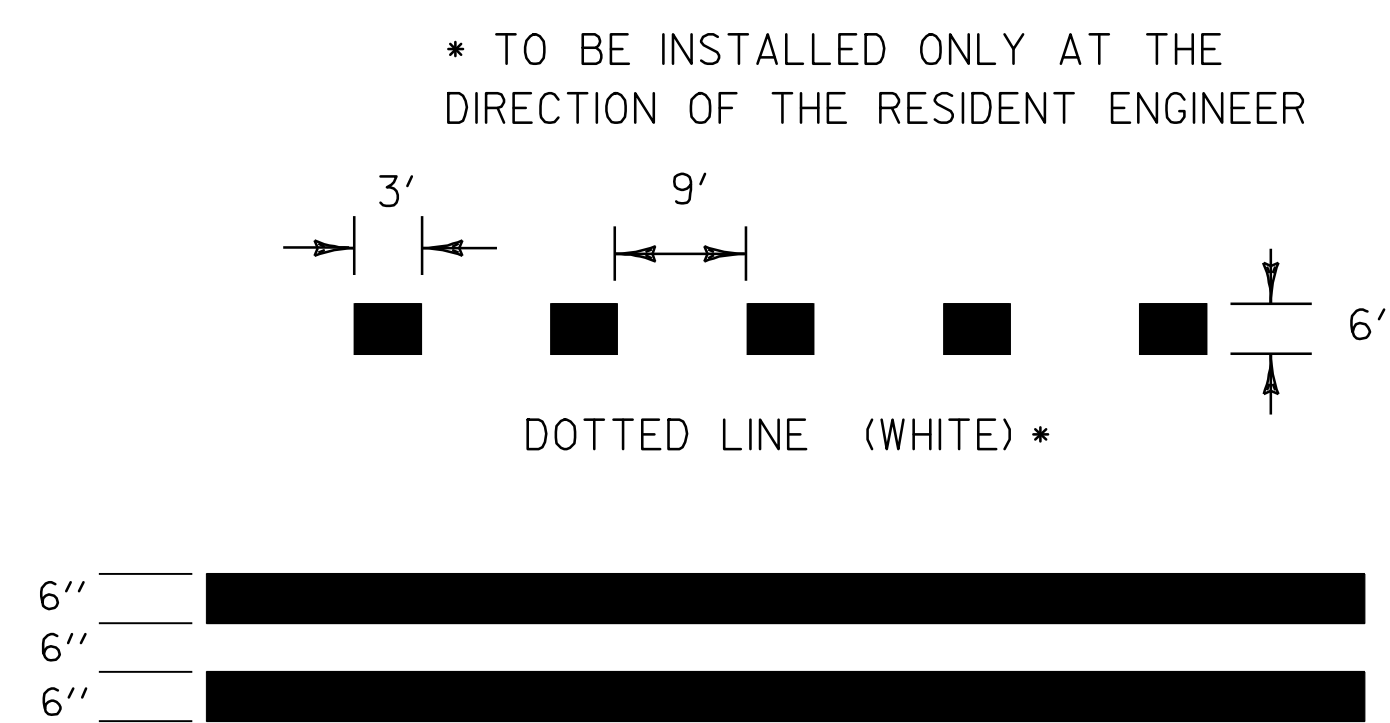 * TO BE INSTALLED ONLY AT THE
DIRECTION OF THE RESIDENT ENGINEER
3' 9'
6'
DOTTED LINE (WHITE) *
6''
6''
6''